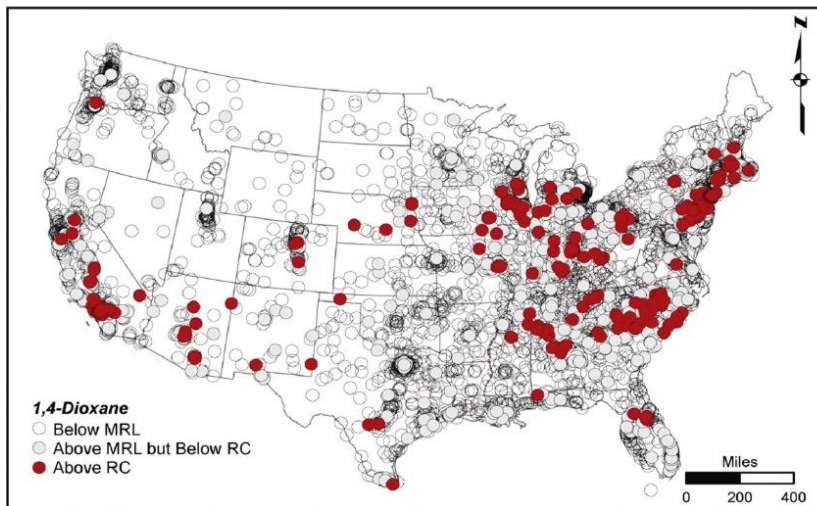 Z
1,4-Dioxane
Below MRL
Above MRL but Below RC
Above RC
Miles
0 200 400